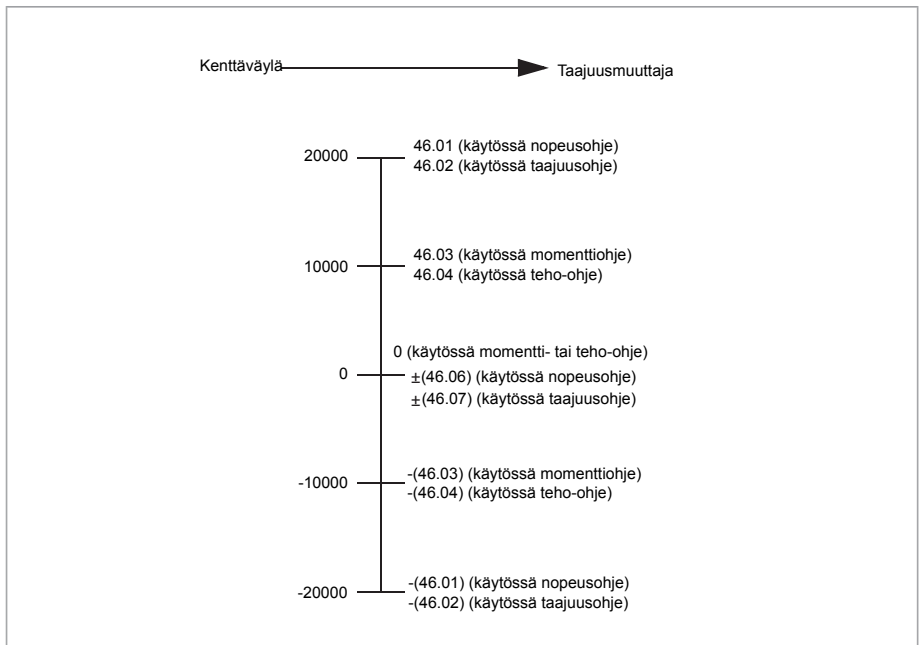 Kenttäväylä
Taajuusmuuttaja
46.01 (käytössä nopeusohje)
20000
46.02 (käytössä taajuusohje)
46.03 (käytössä momenttiohje)
10000
46.04 (käytössä teho-ohje)
0 (käytössä momentti- tai teho-ohje)
0
±(46.06) (käytössä nopeusohje)
±(46.07) (käytössä taajuusohje)
-(46.03) (käytössä momenttiohje)
-10000
-(46.04) (käytössä teho-ohje)
-(46.01) (käytössä nopeusohje)
-20000
-(46.02) (käytössä taajuusohje)